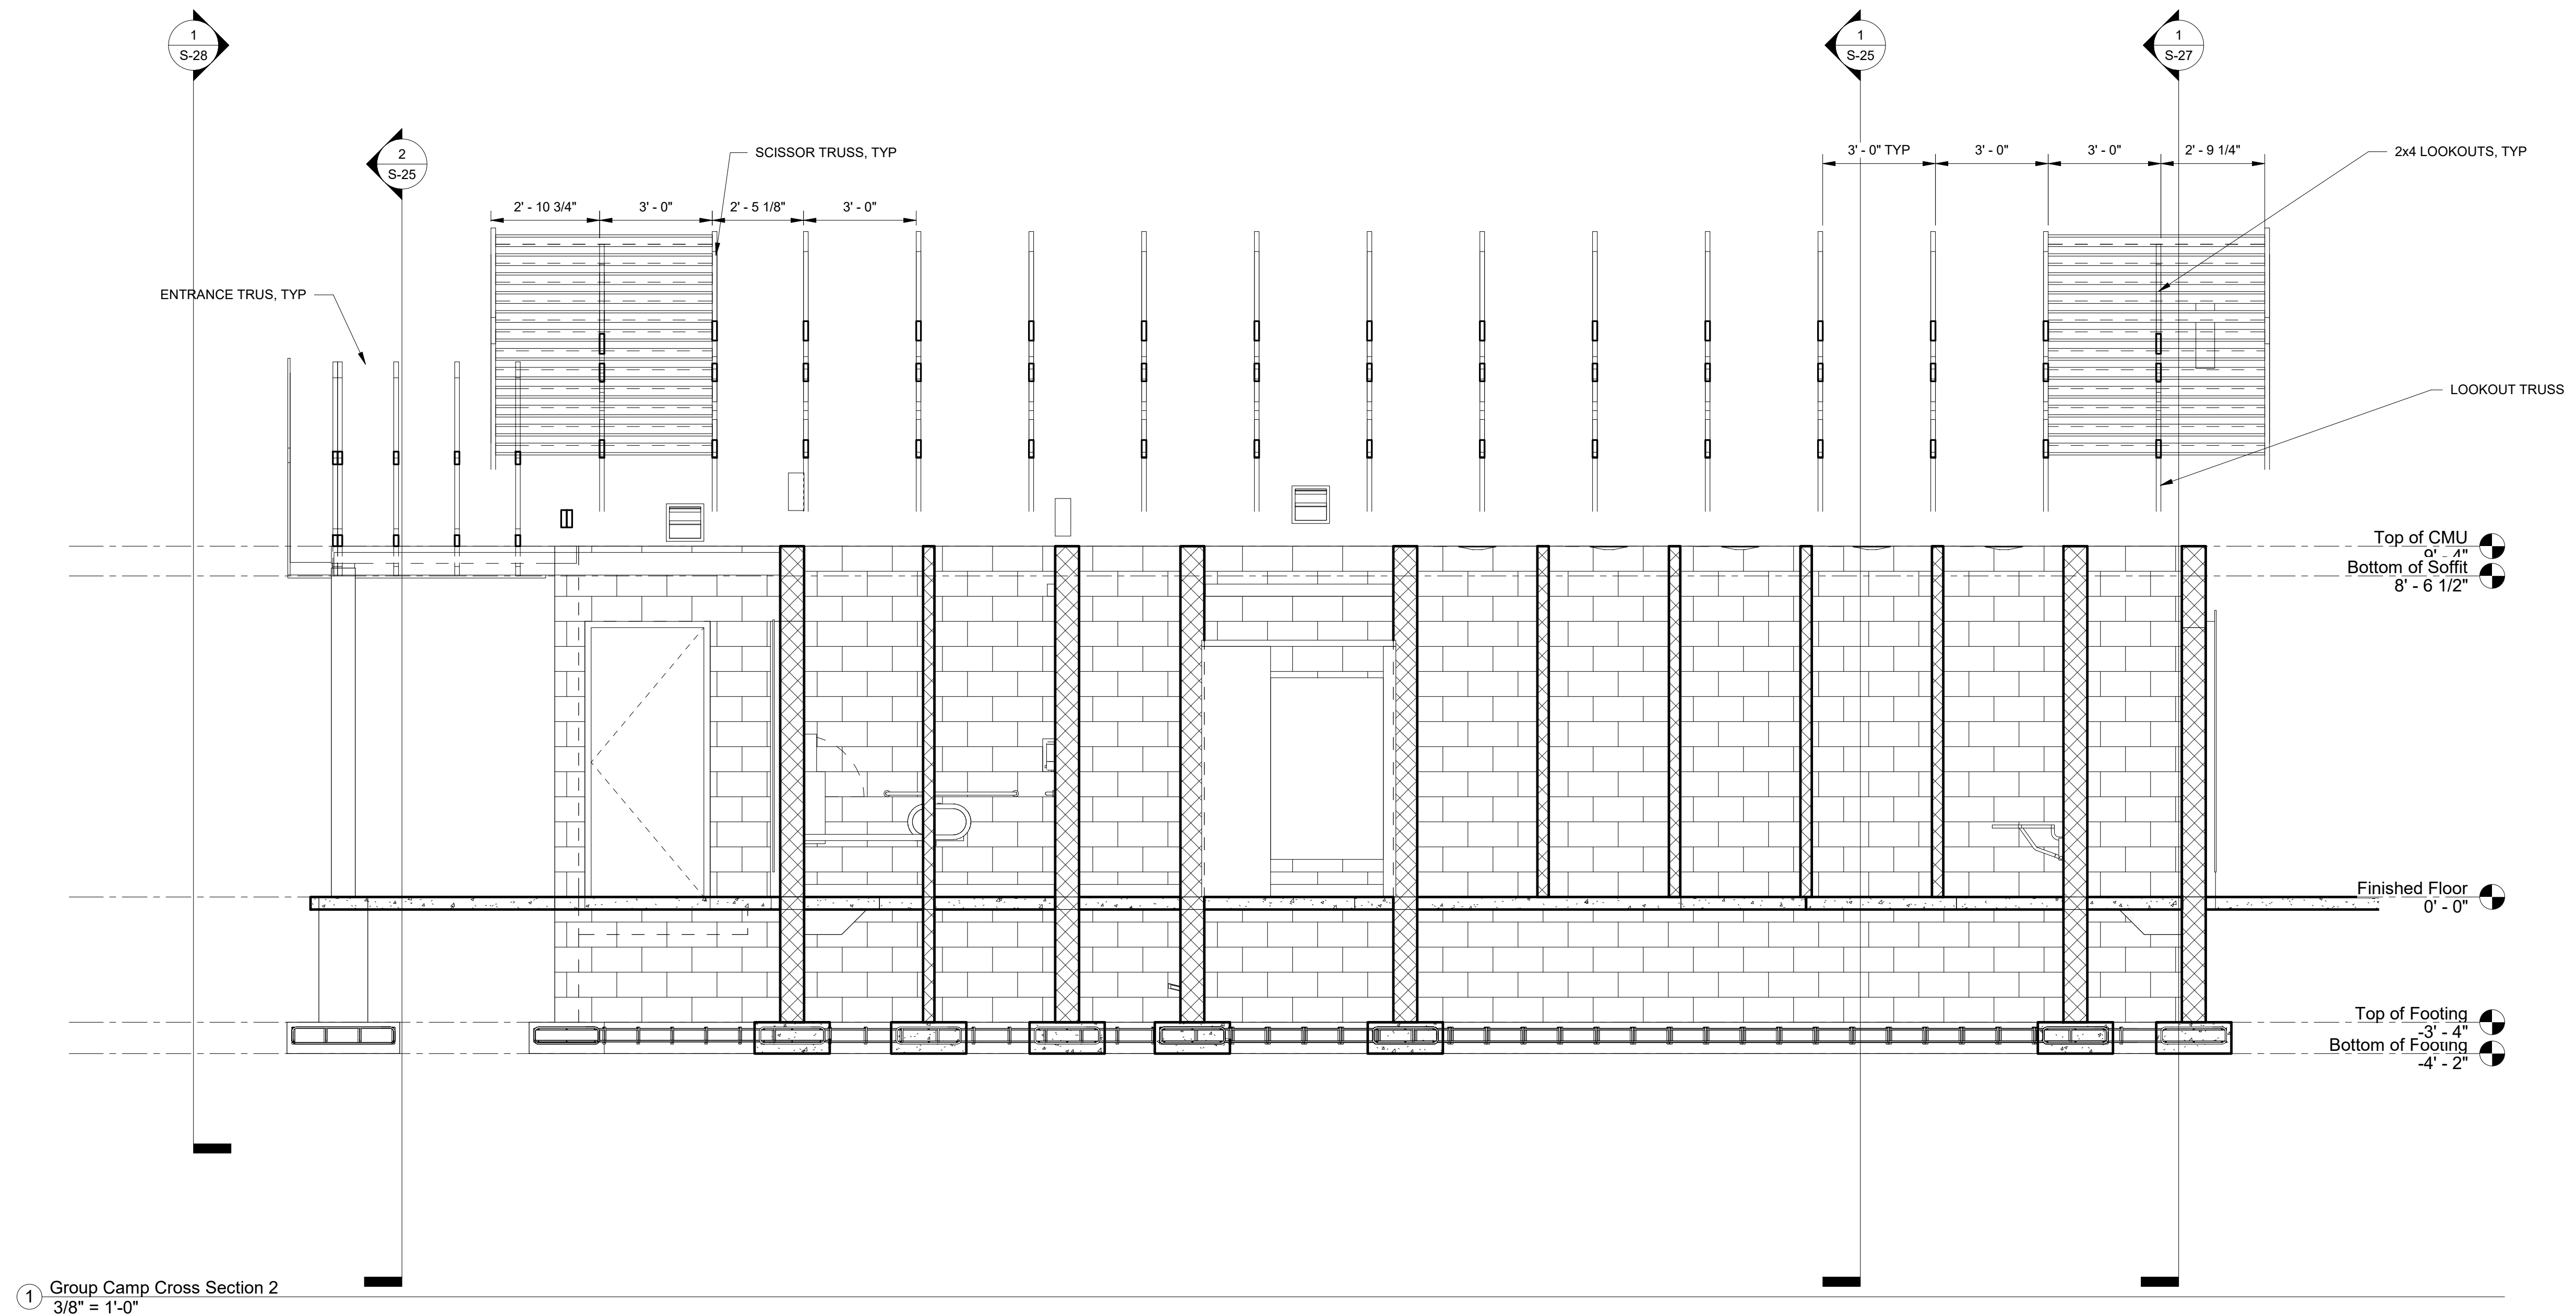 1
S-28
1
S-25
1
S-27
2
S-25
SCISSOR TRUSS, TYP
3' - 0" TYP
3' - 0"
3' - 0"
2' - 9 1/4"
2x4 LOOKOUTS, TYP
2' - 10 3/4"
3' - 0"
2' - 5 1/8"
3' - 0"
ENTRANCE TRUS, TYP
LOOKOUT TRUSS
Top of CMU
9' - 4"
Bottom of Soffit
8' - 6 1/2"
Finished Floor
0' - 0"
Top of Footing
-3' - 4"
Bottom of Footing
-4' - 2"
1
Group Camp Cross Section 2
3/8" = 1'-0"